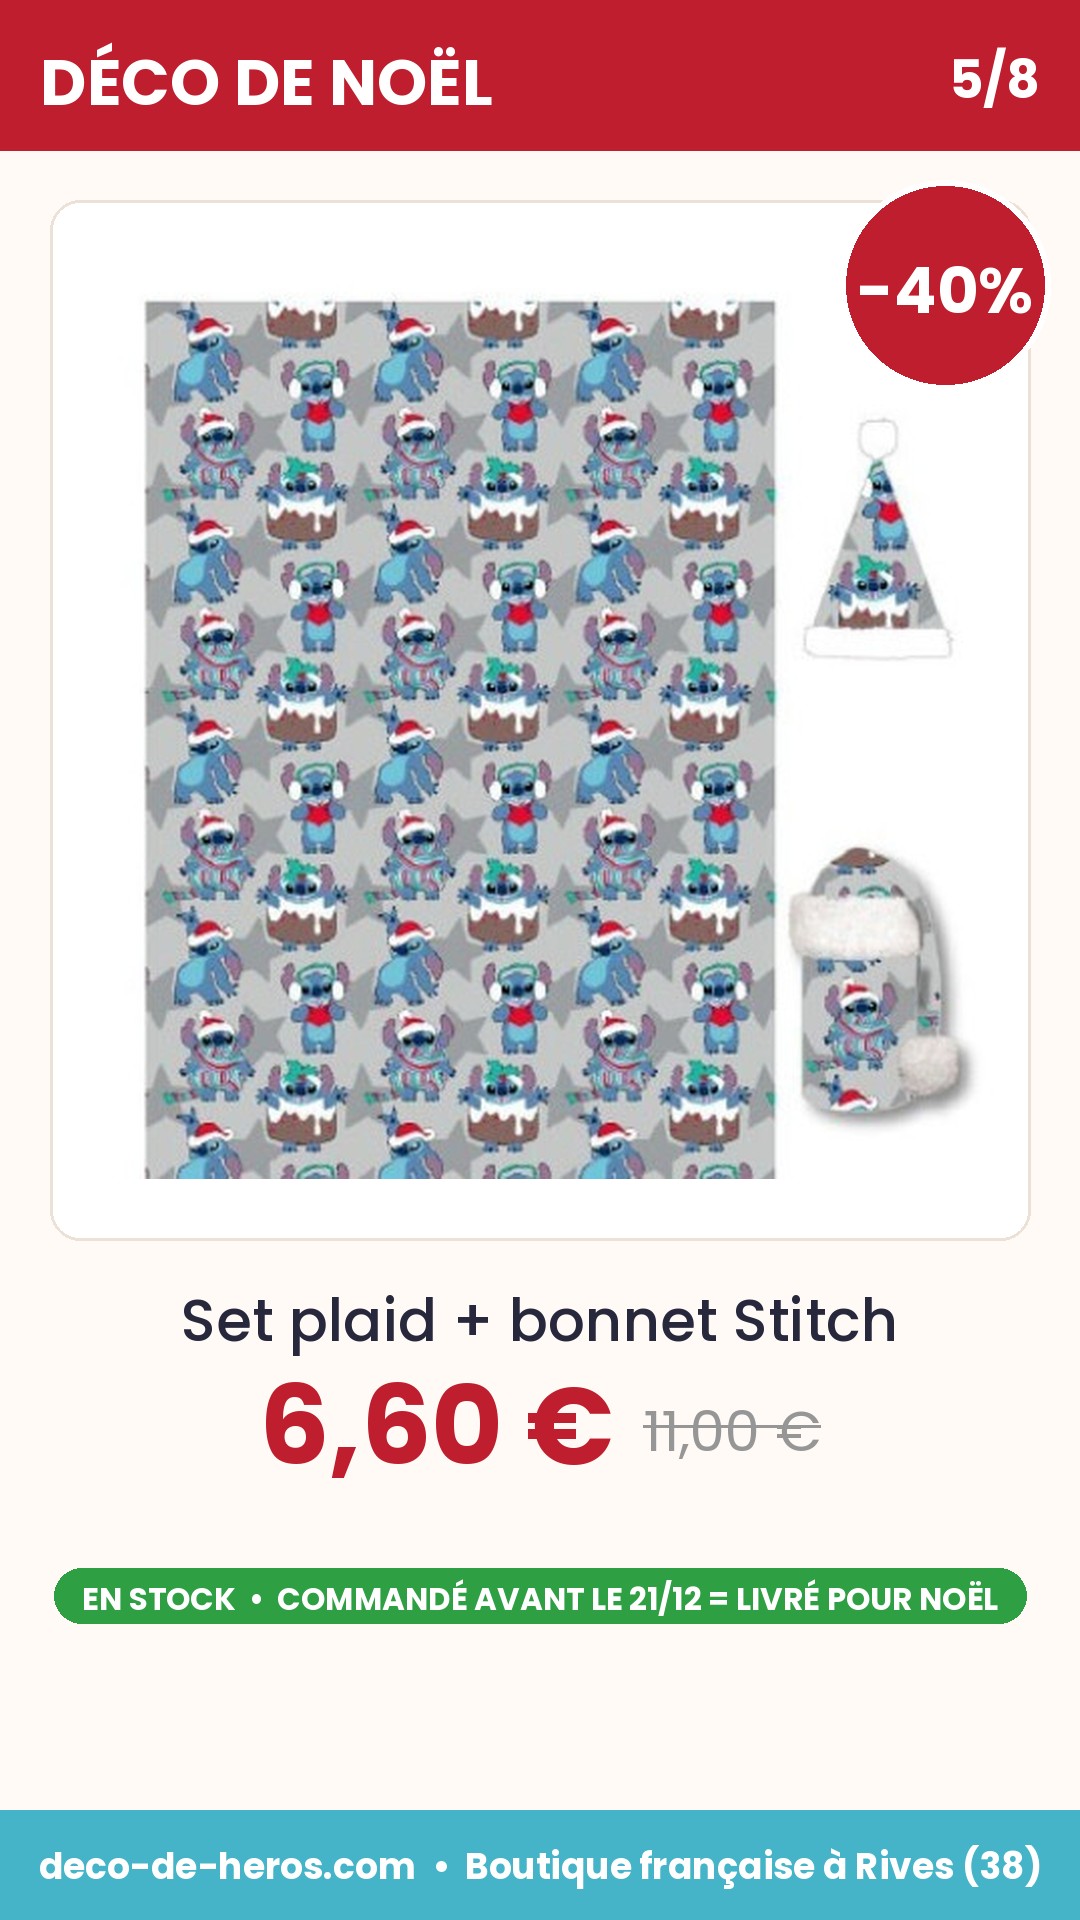 DÉCO DE NOËL
5/8
-40%
Set plaid + bonnet Stitch
6,60 € 11,00 €
EN STOCK • COMMANDÉ AVANT LE 21/12 = LIVRÉ POUR NOËL
deco-de-heros.com • Boutique française à Rives (38)